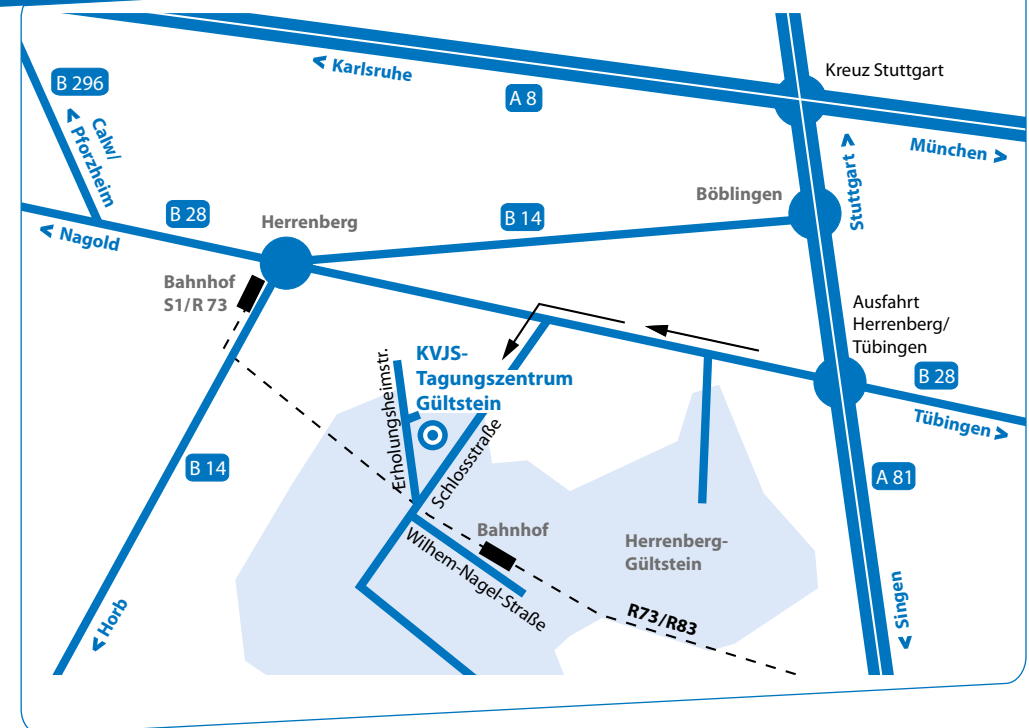 < Karlsruhe
A 8
Kreuz Stuttgart
München >
B 296
< Calw/
Pforzheim
Stuttgart >
Böblingen
B 28
< Nagold
Herrenberg
B 14
Bahnhof
S1/R 73
Ausfahrt
Herrenberg/
Tübingen
B 28
Tübingen >
KVJS-
Tagungszentrum
Gültstein
Erholungsheimstr.
Schlossstraße
B 14
A 81
Bahnhof
Wilhem-Nagel-Straße
Herrenberg-
Gültstein
R73/R83
< Horb
< Singen